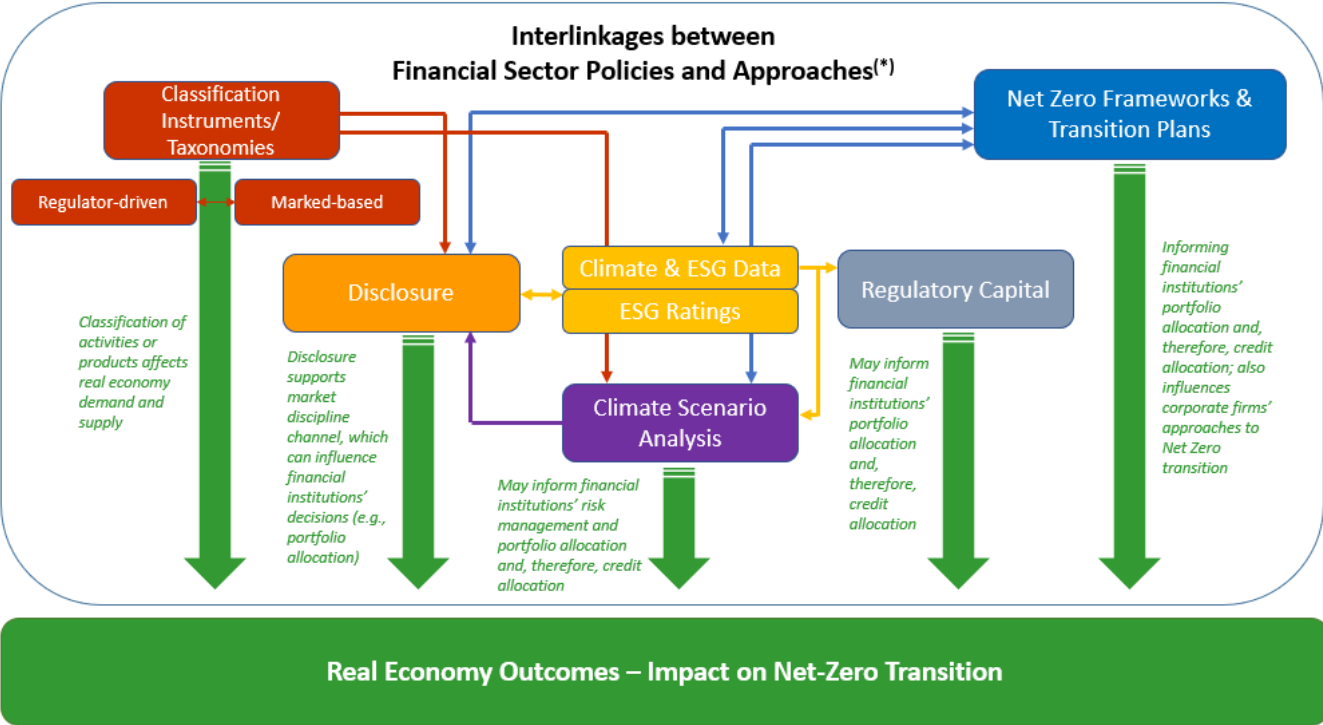 Interlinkages between
Financial Sector Policies and Approaches(*)
Classification
Instruments/
Taxonomies
Net Zero Frameworks &
Transition Plans
Regulator-driven
Marked-based
Disclosure
Climate & ESG Data
ESG Ratings
Regulatory Capital
Climate Scenario
Analysis
Classification of
activities or
products affects
real economy
demand and
supply
Disclosure
supports
market
discipline
channel, which
can influence
financial
institutions'
decisions (e.g.,
portfolio
allocation)
May inform financial
institutions' risk
management and
portfolio allocation
and, therefore, credit
allocation
May inform
financial
institutions'
portfolio
allocation
and,
therefore,
credit
allocation
Informing
financial
institutions'
portfolio
allocation and,
therefore, credit
allocation; also
influences
corporate firms'
approaches to
Net Zero
transition
Real Economy Outcomes – Impact on Net-Zero Transition